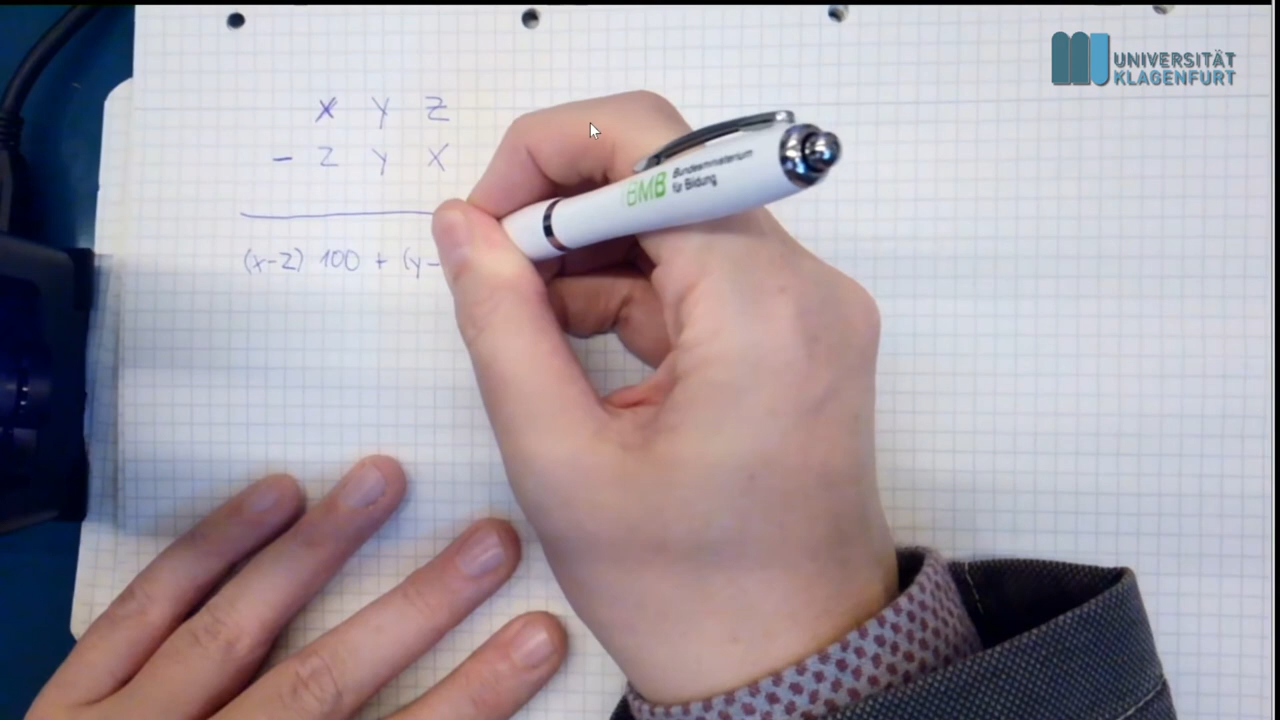 UNIVERSITÄT
KLAGENFURT
x y z
- z y x
(x-z) 100 + (y-
BMB Bundesministerium
für Bildung